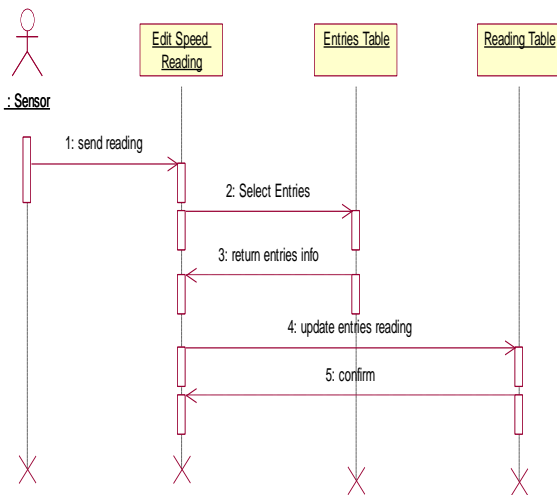 Edit Speed
Reading
Entries Table
Reading Table
: Sensor
1: send reading
2: Select Entries
3: return entries info
4: update entries reading
5: confirm